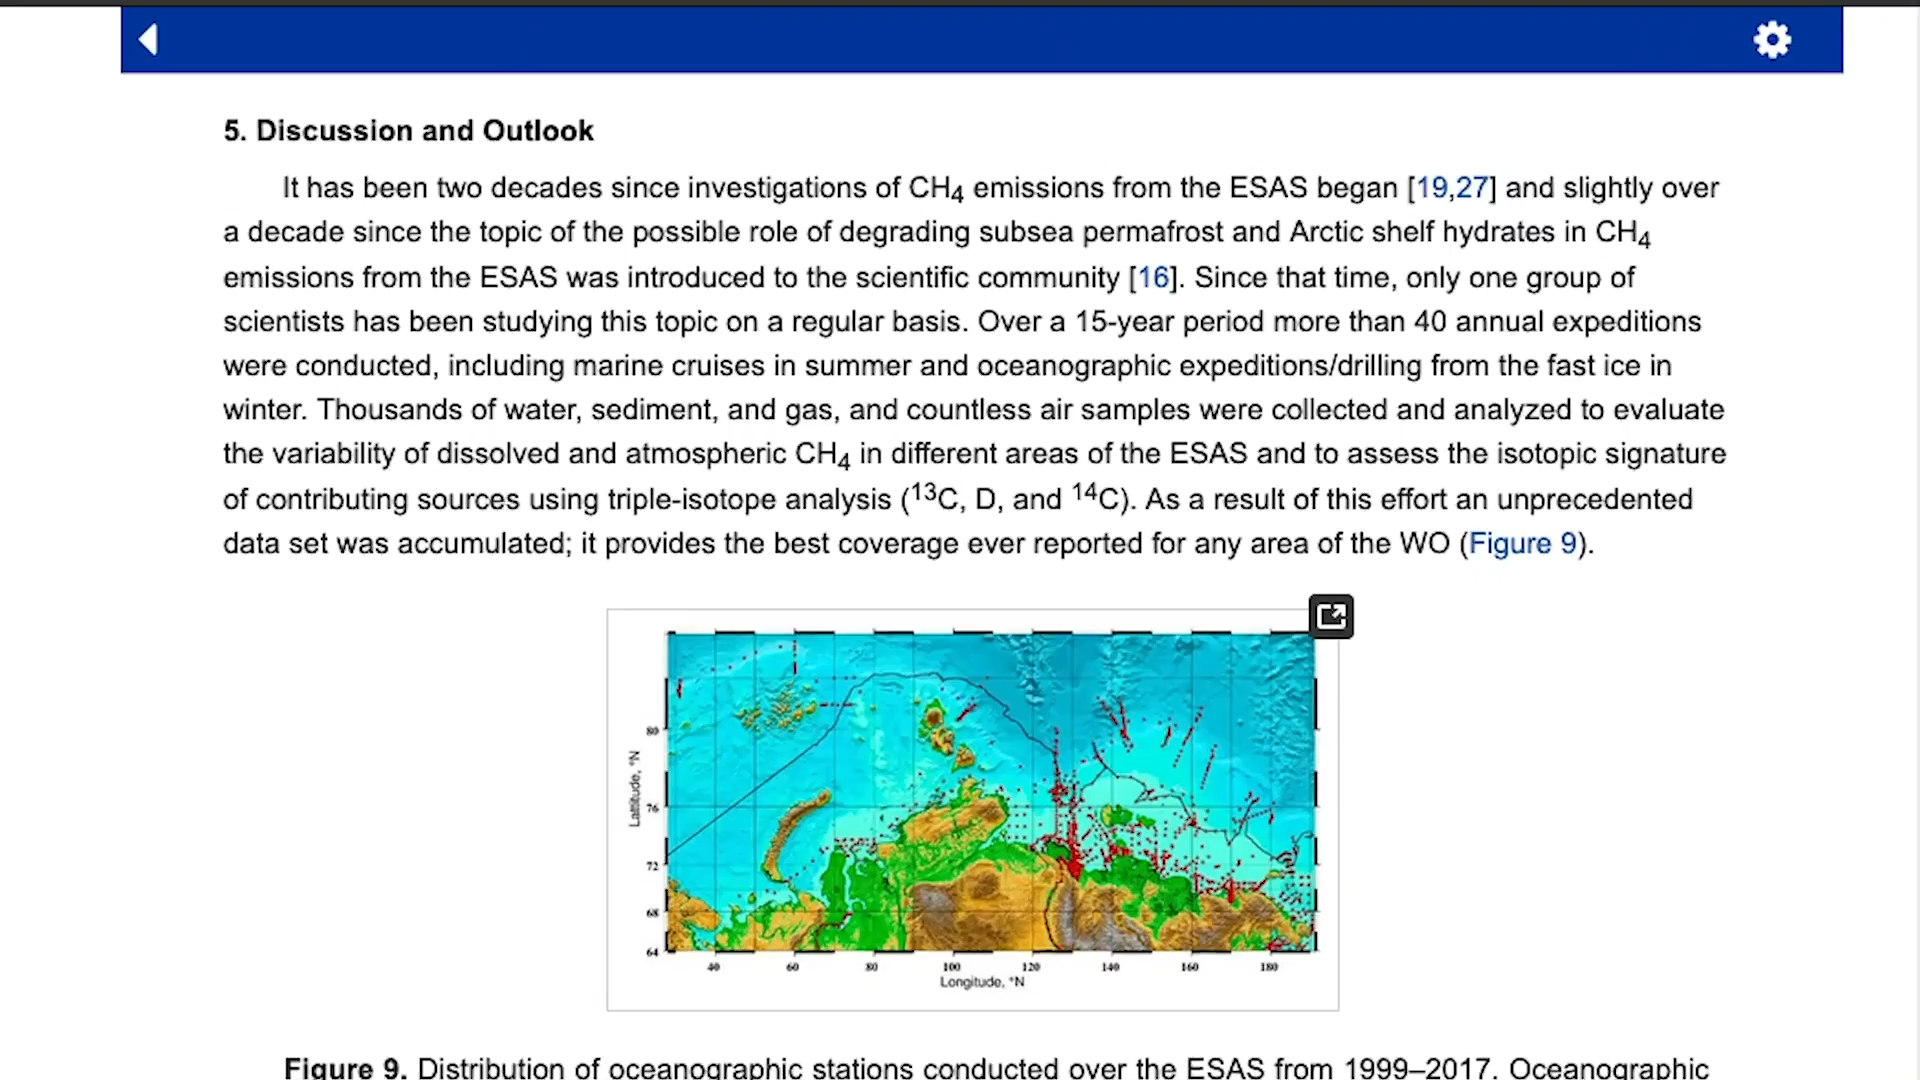 5. Discussion and Outlook
It has been two decades since investigations of CH4 emissions from the ESAS began [19,27] and slightly over
a decade since the topic of the possible role of degrading subsea permafrost and Arctic shelf hydrates in CH4
emissions from the ESAS was introduced to the scientific community [16]. Since that time, only one group of
scientists has been studying this topic on a regular basis. Over a 15-year period more than 40 annual expeditions
were conducted, including marine cruises in summer and oceanographic expeditions/drilling from the fast ice in
winter. Thousands of water, sediment, and gas, and countless air samples were collected and analyzed to evaluate
the variability of dissolved and atmospheric CH4 in different areas of the ESAS and to assess the isotopic signature
of contributing sources using triple-isotope analysis (13C, D, and 14C). As a result of this effort an unprecedented
data set was accumulated; it provides the best coverage ever reported for any area of the WO (Figure 9).
80
76
72
68
64
Latitude, °N
40 60 80 100 120 140 160 180
Longitude, °N
Figure 9. Distribution of oceanographic stations conducted over the ESAS from 1999–2017. Oceanographic